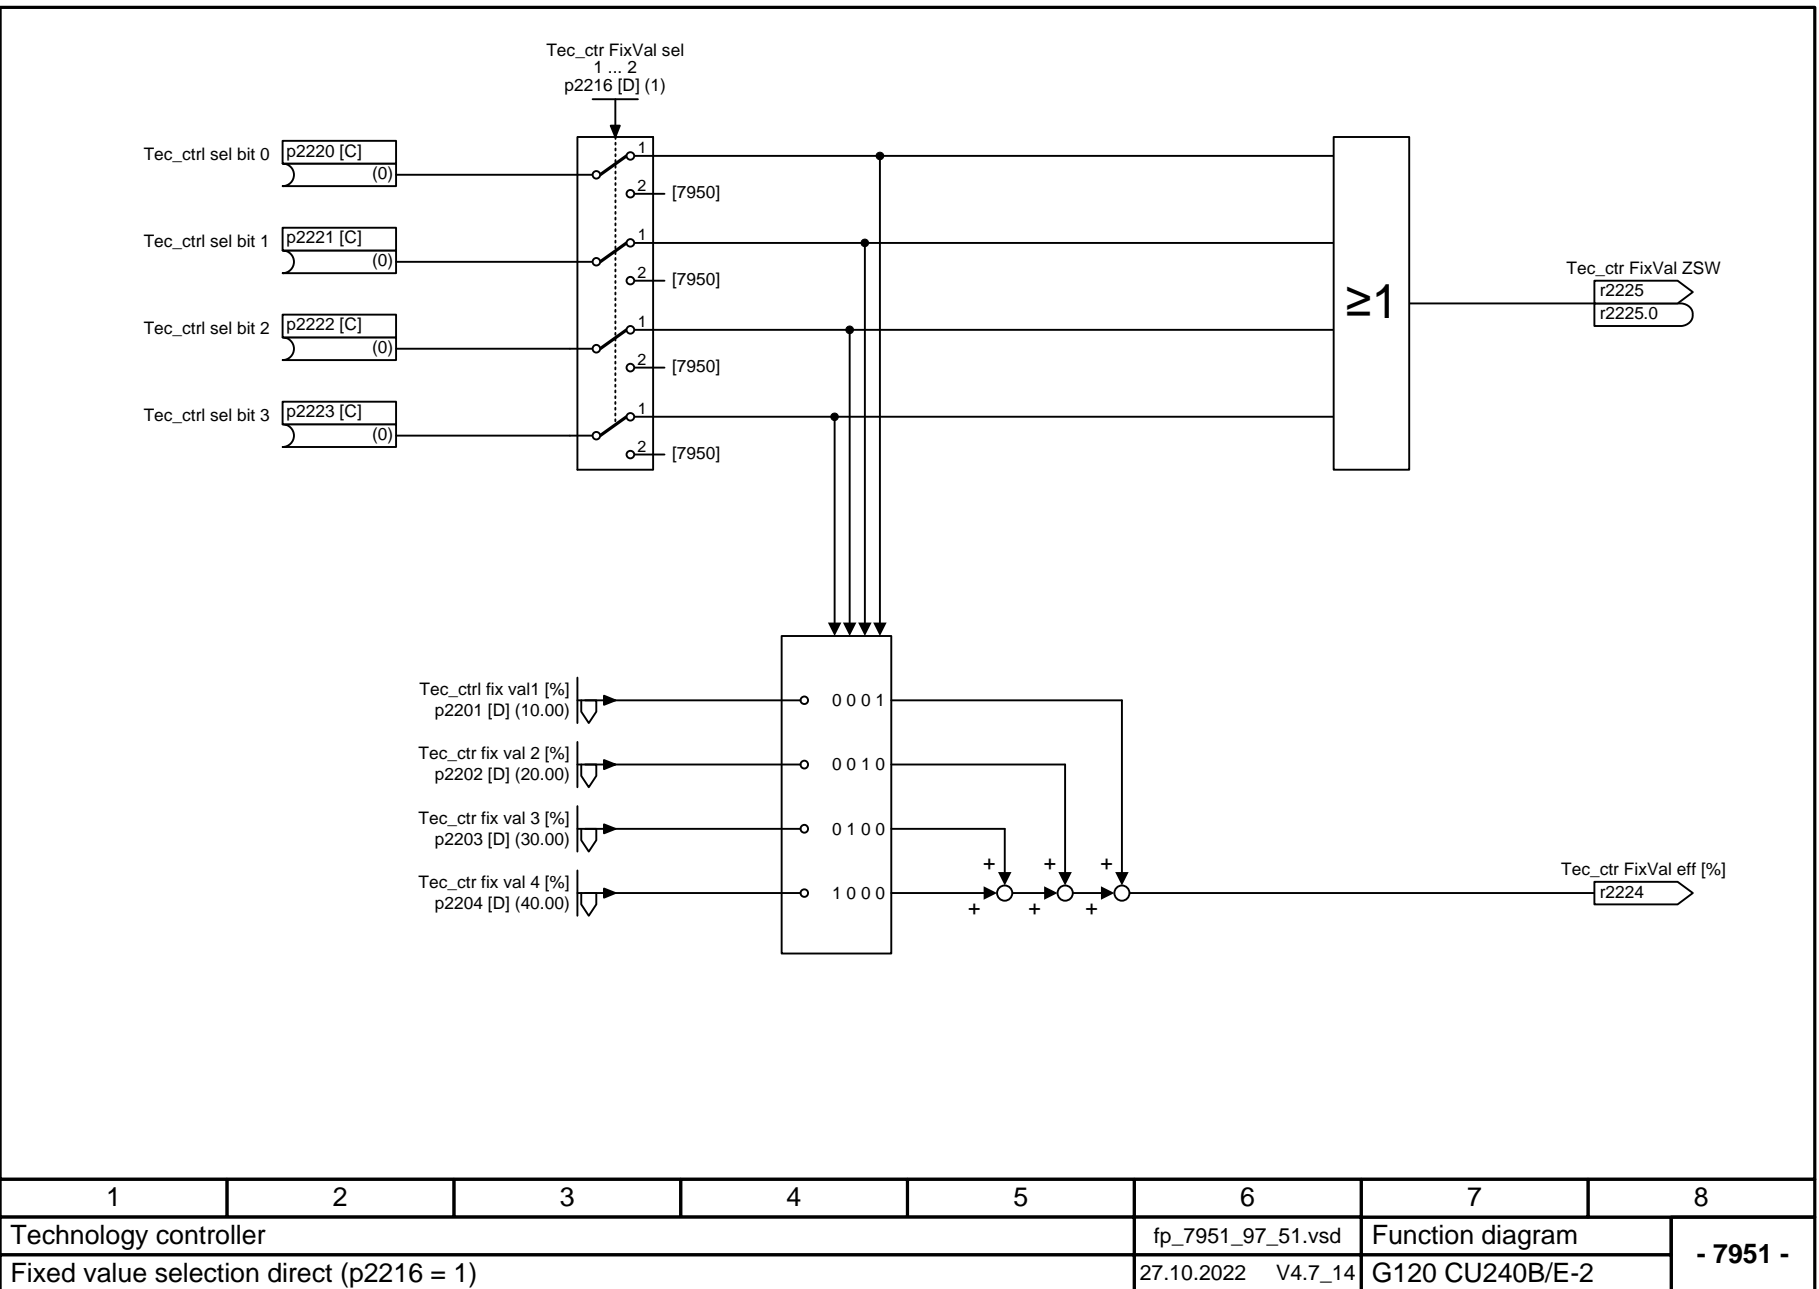 Tec_ctr FixVal sel
1 ... 2
p2216 [D] (1)
Tec_ctrl sel bit 0 p2220 [C]
(0)
1
2 [7950]
Tec_ctrl sel bit 1 p2221 [C]
(0)
1
2 [7950]
Tec_ctrl sel bit 2 p2222 [C]
(0)
1
2 [7950]
Tec_ctrl sel bit 3 p2223 [C]
(0)
1
2 [7950]
≥1
Tec_ctr FixVal ZSW
r2225
r2225.0
Tec_ctrl fix val1 [%]
p2201 [D] (10.00)
0 0 0 1
Tec_ctr fix val 2 [%]
p2202 [D] (20.00)
0 0 1 0
Tec_ctr fix val 3 [%]
p2203 [D] (30.00)
0 1 0 0
Tec_ctr fix val 4 [%]
p2204 [D] (40.00)
1 0 0 0
+ + +
+ + +
Tec_ctr FixVal eff [%]
r2224
1 2 3 4 5 6 7 8
Technology controller fp_7951_97_51.vsd Function diagram
- 7951 -
Fixed value selection direct (p2216 = 1) 27.10.2022 V4.7_14 G120 CU240B/E-2